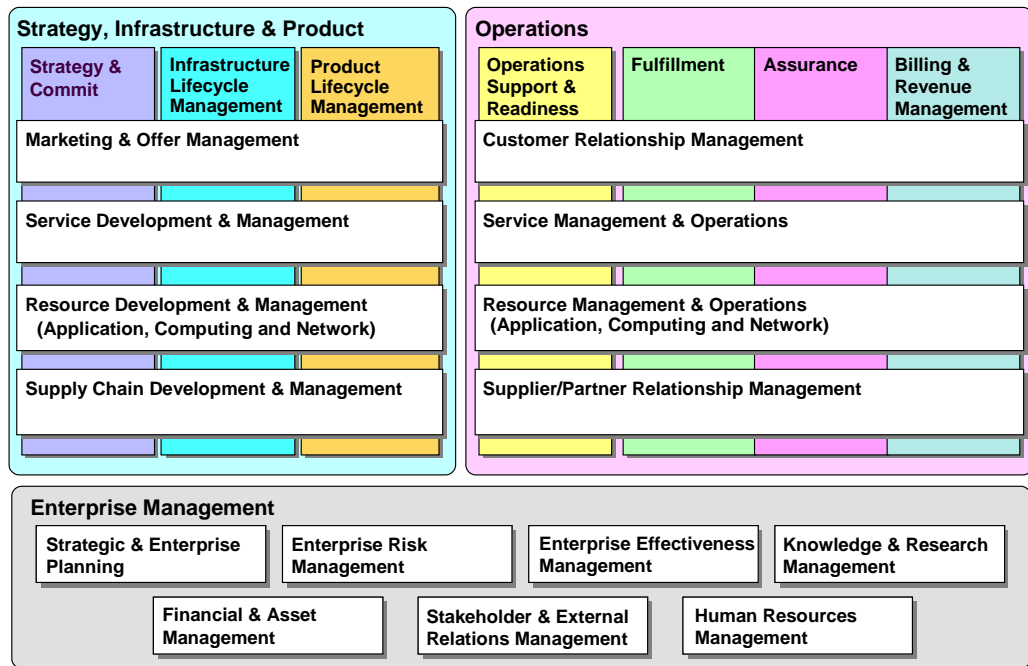 Strategy, Infrastructure & Product
Strategy &
Commit
Infrastructure
Lifecycle
Management
Product
Lifecycle
Management
Marketing & Offer Management
Service Development & Management
Resource Development & Management
(Application, Computing and Network)
Supply Chain Development & Management
Operations
Operations
Support &
Readiness
Fulfillment
Assurance
Billing &
Revenue
Management
Customer Relationship Management
Service Management & Operations
Resource Management & Operations
(Application, Computing and Network)
Supplier/Partner Relationship Management
Enterprise Management
Strategic & Enterprise
Planning
Enterprise Risk
Management
Enterprise Effectiveness
Management
Knowledge & Research
Management
Financial & Asset
Management
Stakeholder & External
Relations Management
Human Resources
Management